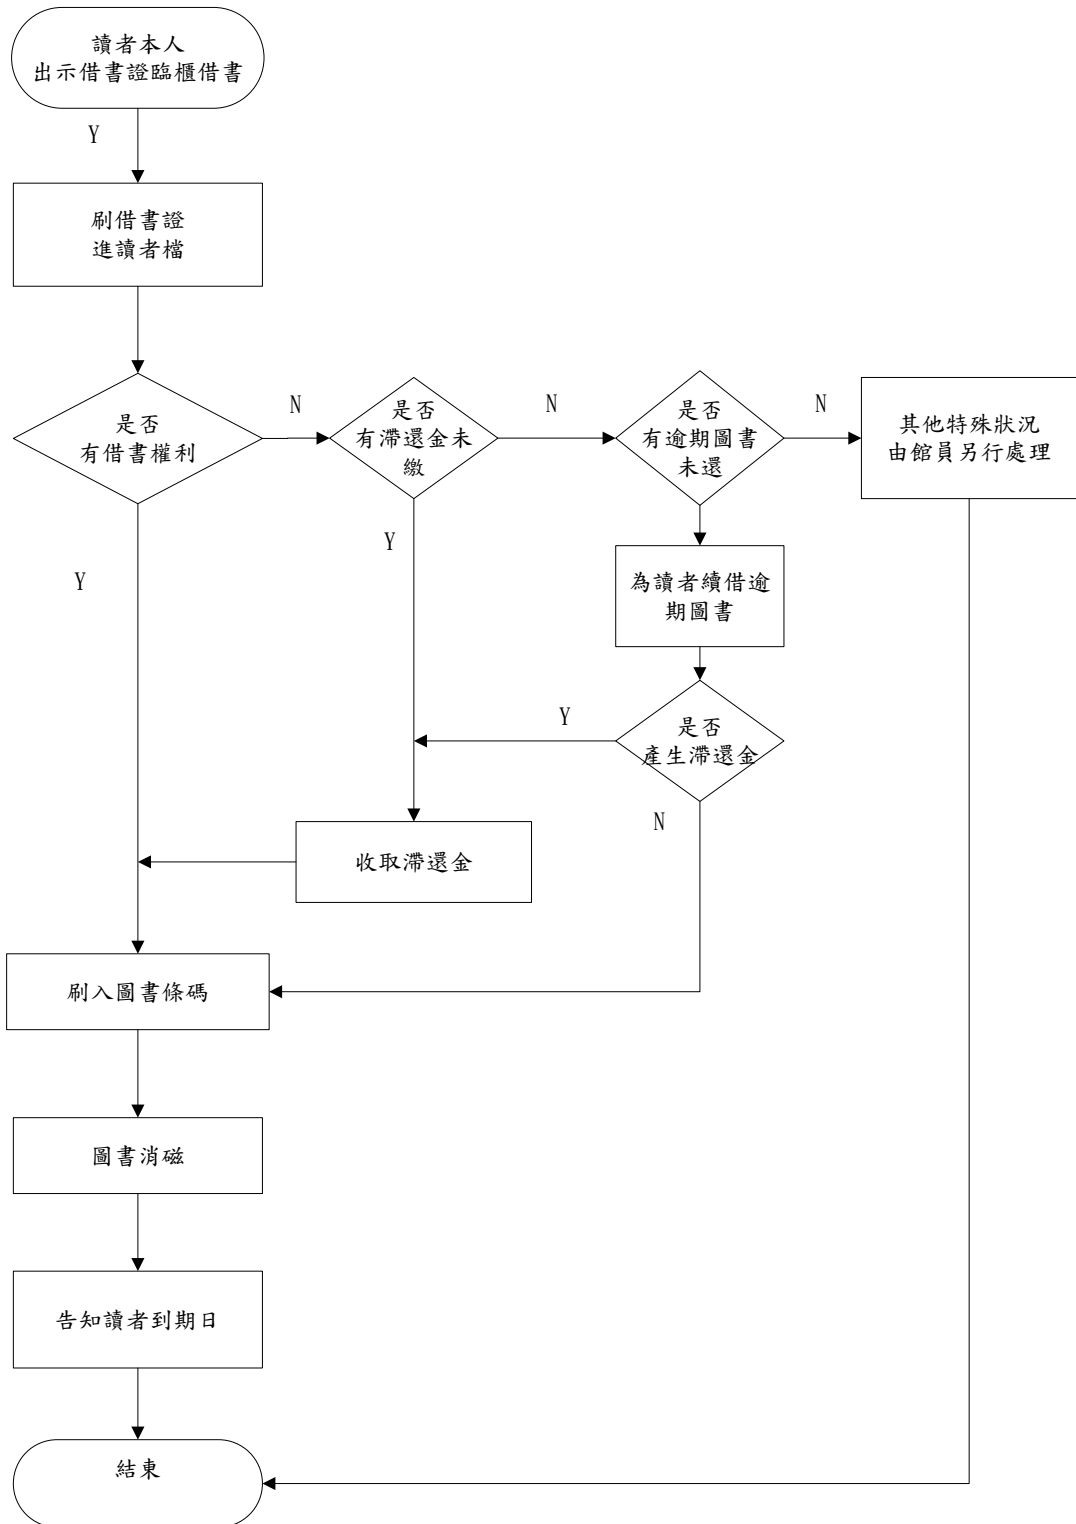 讀者本人
出示借書證臨櫃借書
Y
刷借書證
進讀者檔
是否
有借書權利
N
是否
有滯還金未
繳
N
是否
有逾期圖書
未還
N
其他特殊狀況
由館員另行處理
Y
Y
為讀者續借逾
期圖書
Y
是否
產生滯還金
N
收取滯還金
刷入圖書條碼
圖書消磁
告知讀者到期日
結束